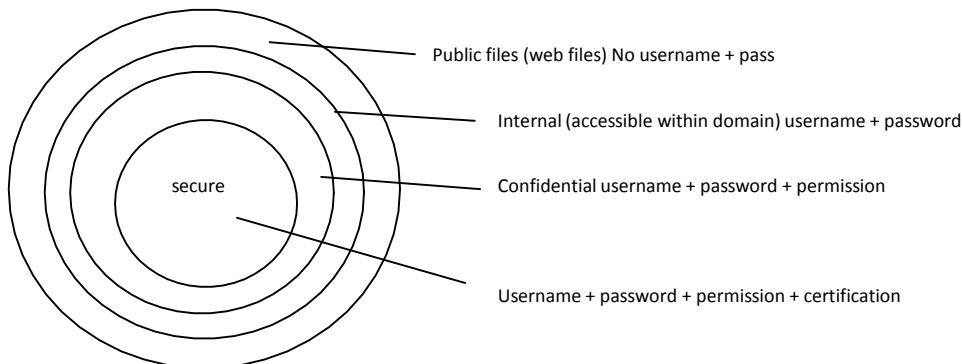 Public files (web files) No username + pass
Internal (accessible within domain) username + password
secure
Confidential username + password + permission
Username + password + permission + certification